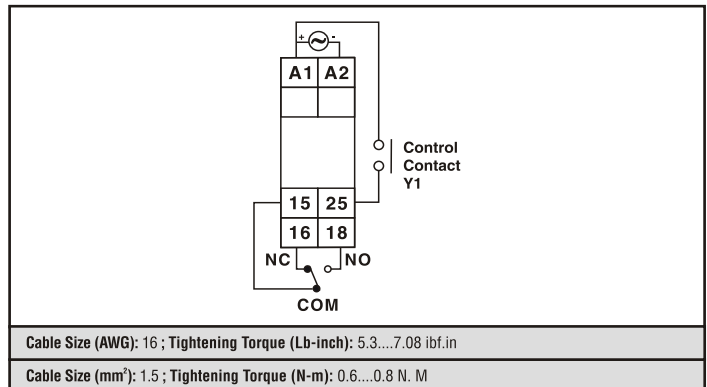 + -
A1 A2
Control
Contact
Y1
15 25
16 18
NC NO
COM
Cable Size (AWG): 16 ; Tightening Torque (Lb-inch): 5.3....7.08 ibf.in
Cable Size (mm²): 1.5 ; Tightening Torque (N-m): 0.6....0.8 N. M